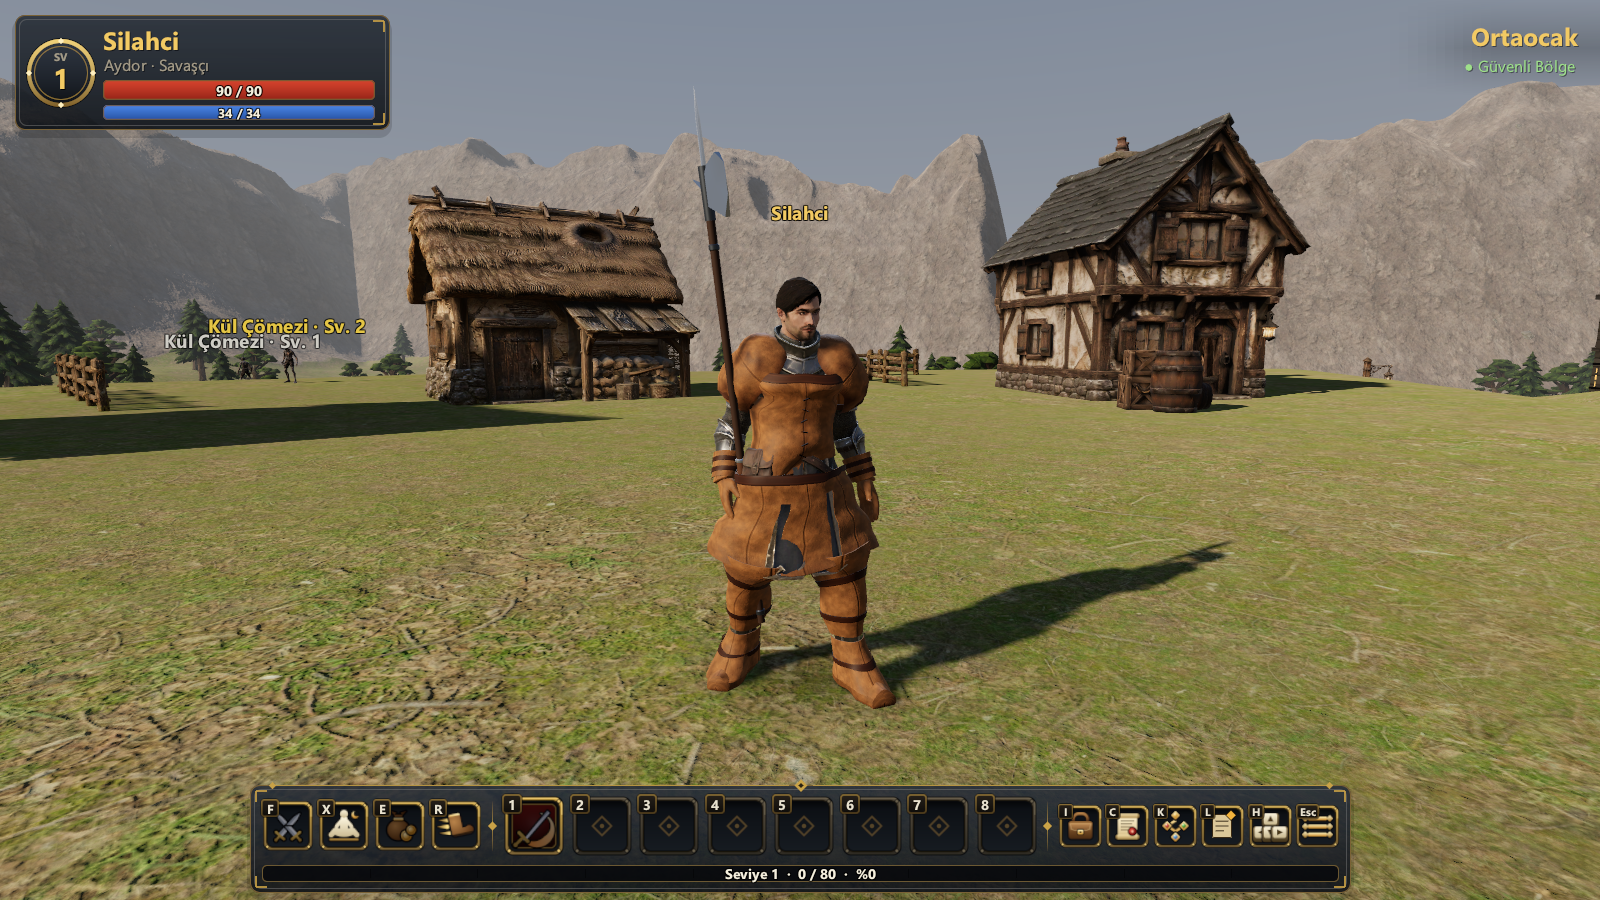 SV
1
Silahci
Aydor · Savaşçı
90 / 90
34 / 34
Ortaocak
Güvenli Bölge
Silahci
Kül Çömezi · Sv. 2
Kül Çömezi · Sv. 1
F X E R 1 2 3 4 5 6 7 8 I C K L H Esc
Seviye 1 · 0 / 80 · %0